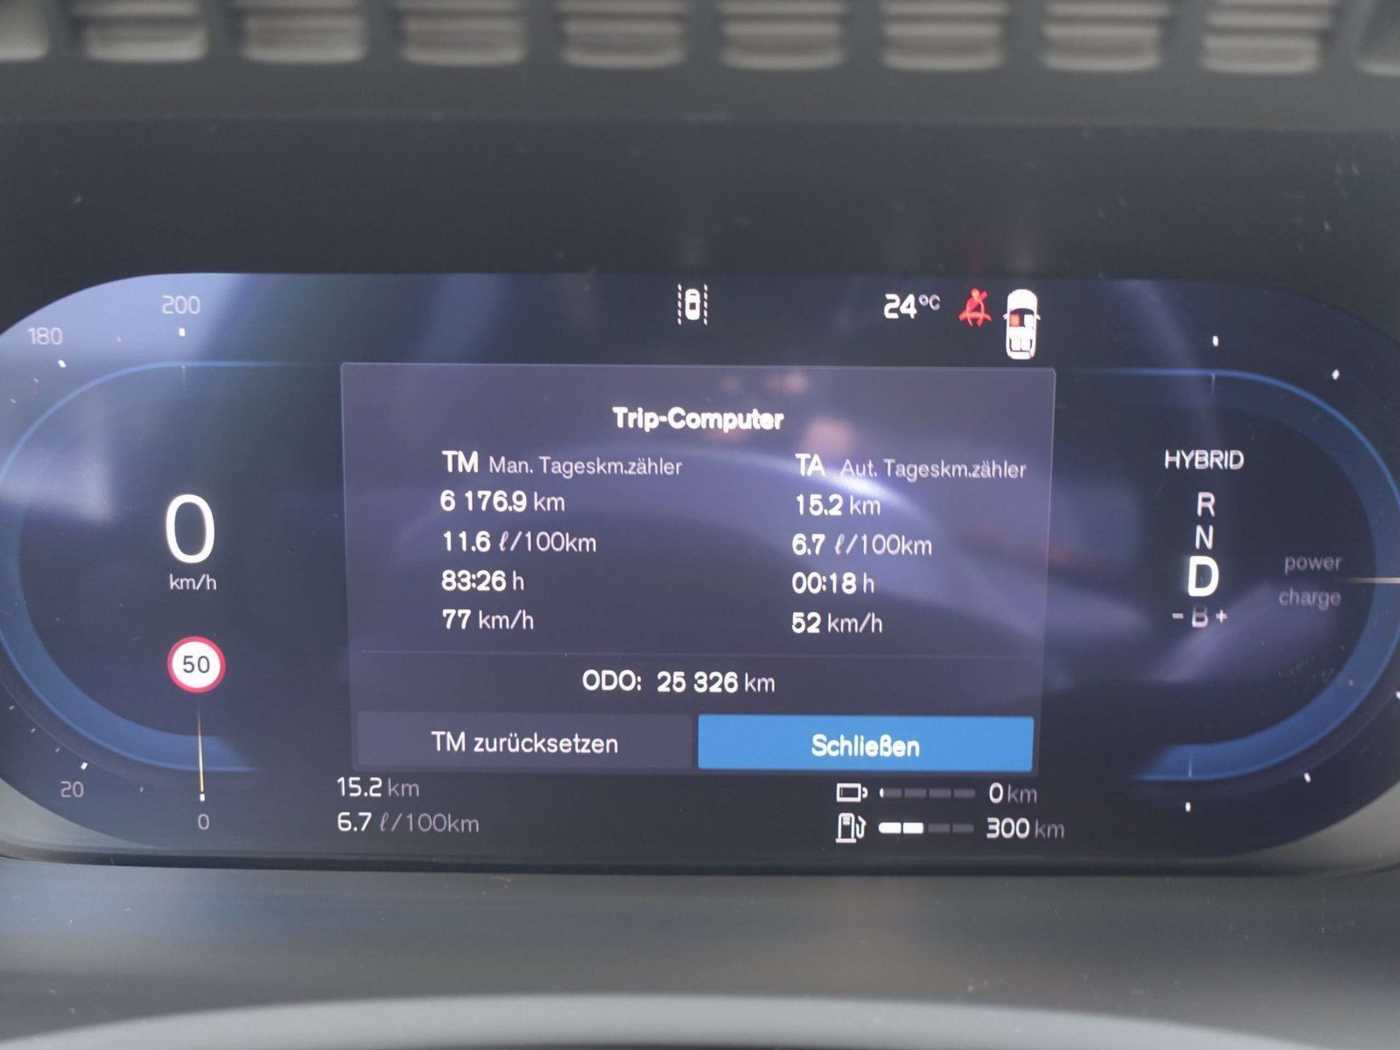 200
180
24°C
Trip-Computer
TM Man. Tageskm.zähler
6 176.9 km
11.6 ℓ/100km
83:26 h
77 km/h
TA Aut. Tageskm.zähler
15.2 km
6.7 ℓ/100km
00:18 h
52 km/h
ODO: 25 326 km
TM zurücksetzen
Schließen
0
km/h
50
20
0
HYBRID
R
N
D
- B +
power
charge
15.2 km
6.7 ℓ/100km
0 km
300 km